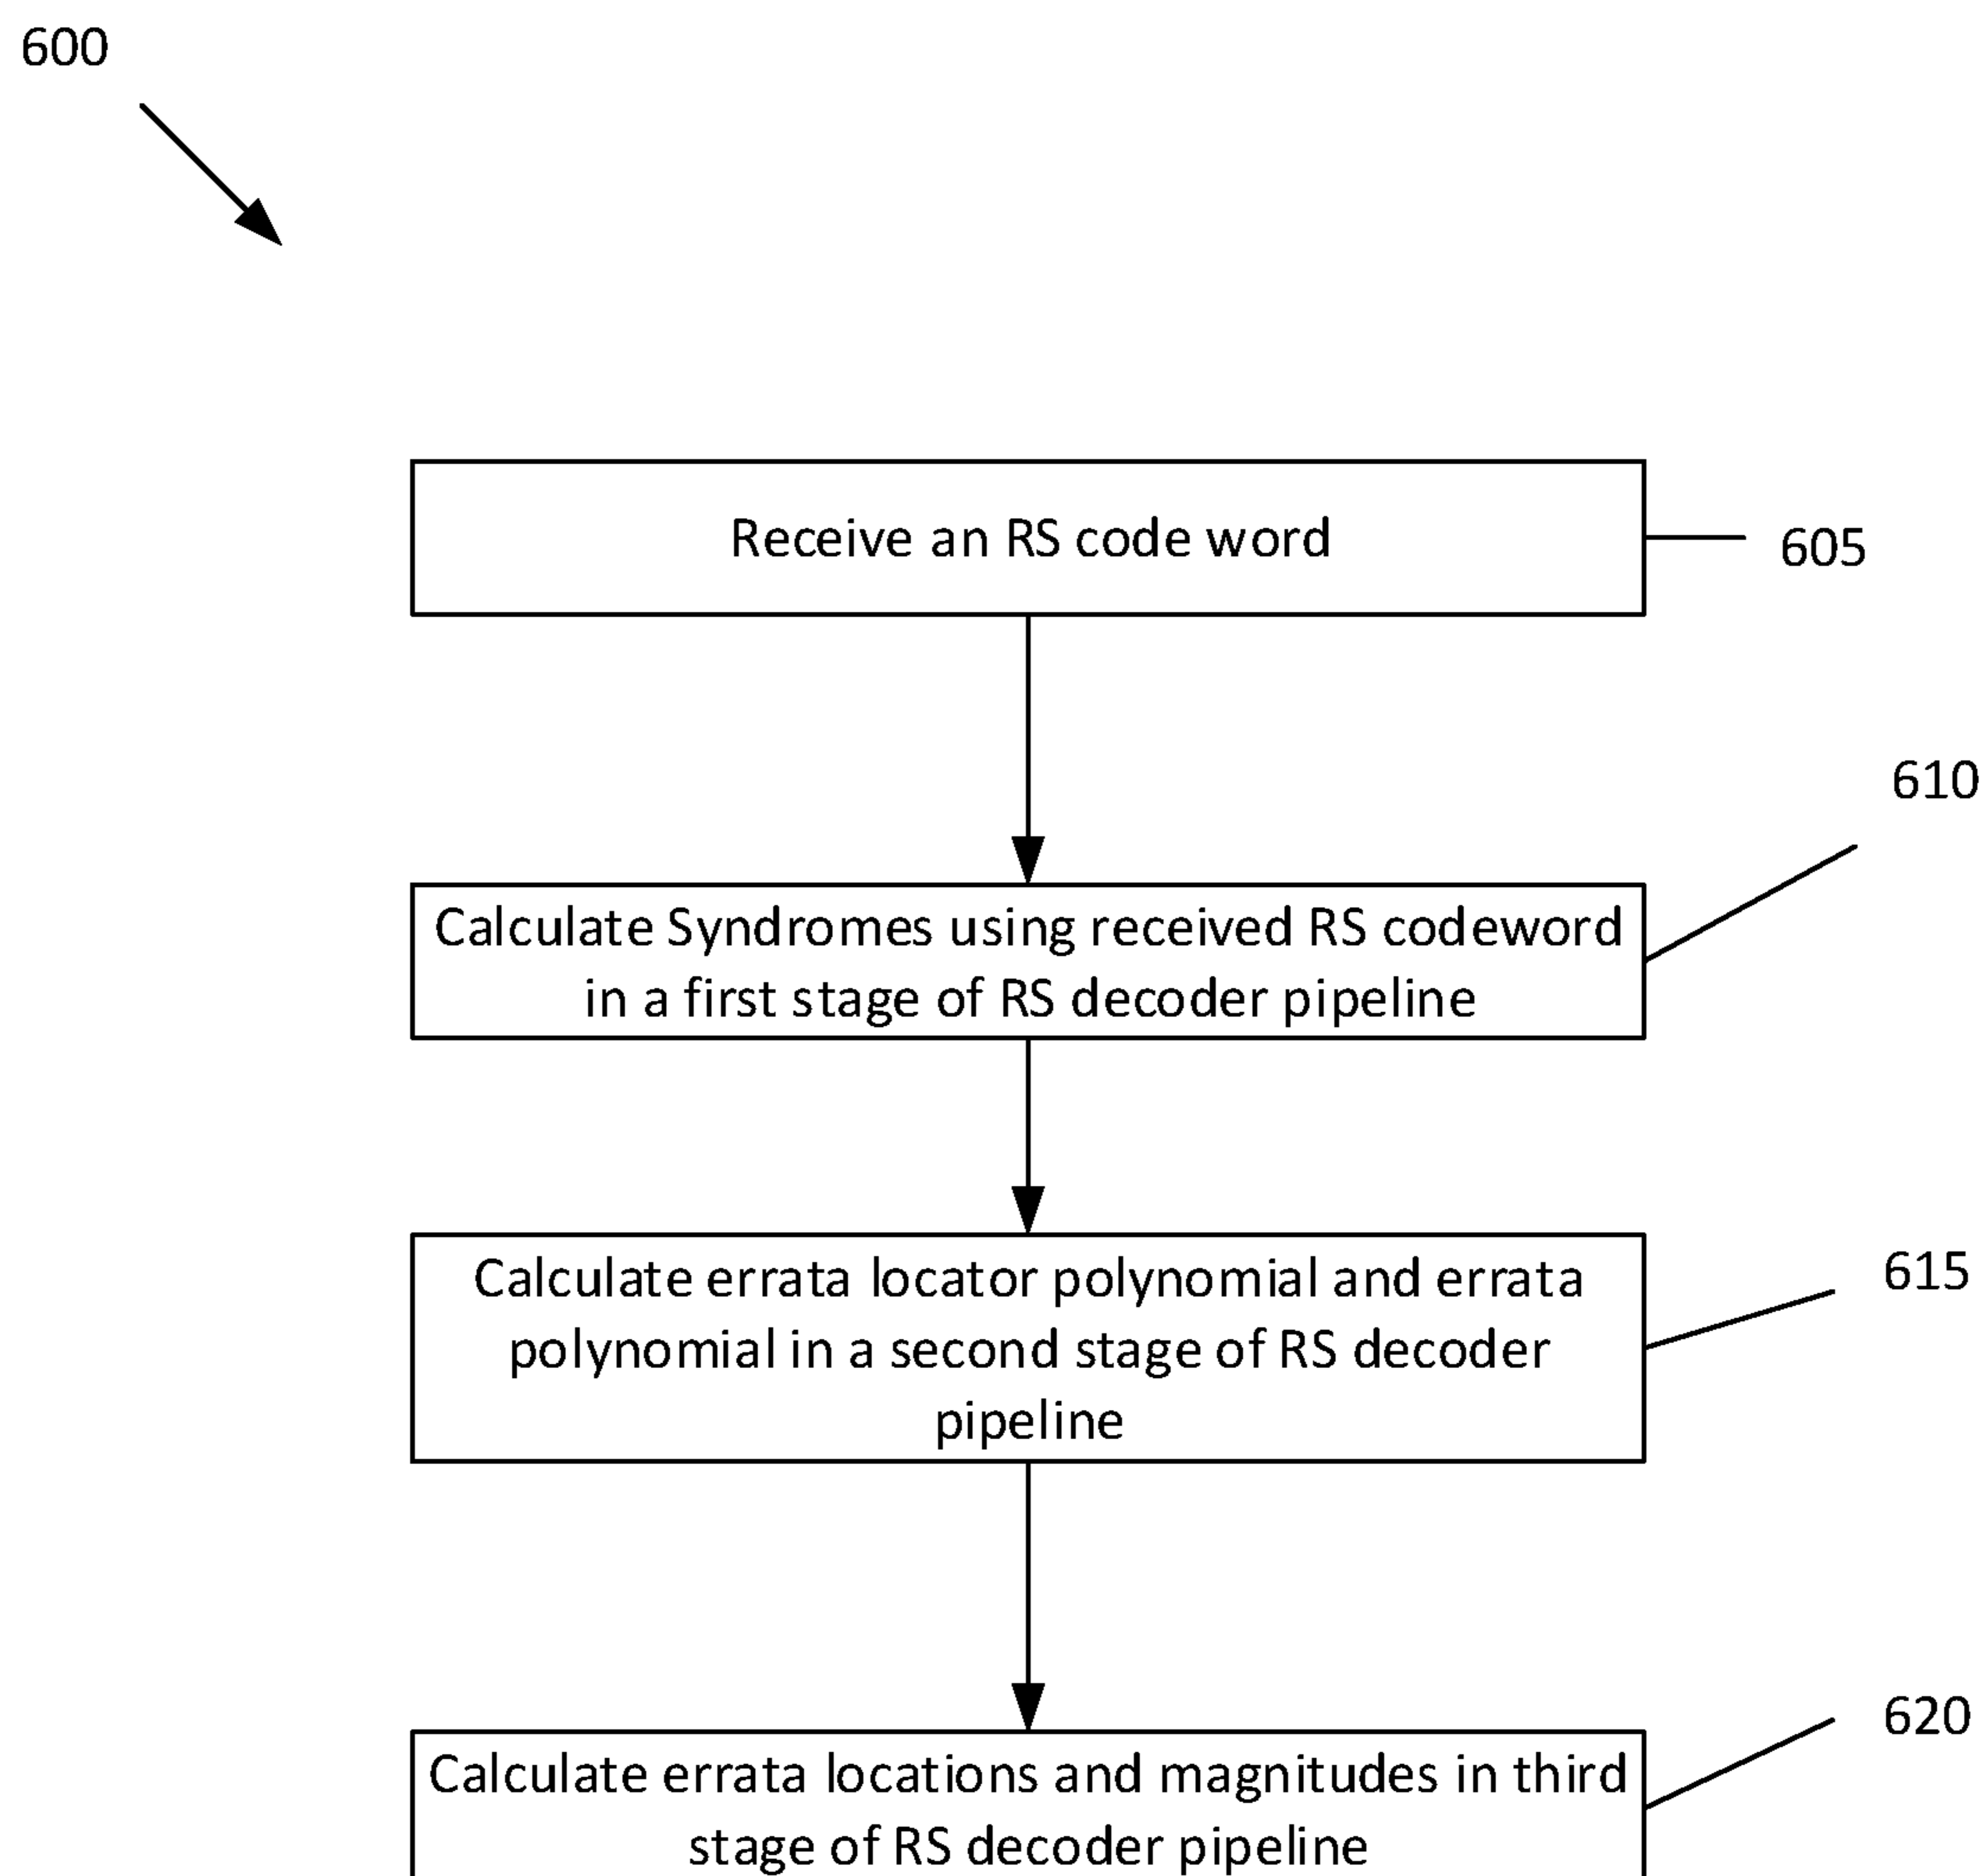 600
Receive an RS code word
605
610
Calculate Syndromes using received RS codeword
in a first stage of RS decoder pipeline
615
Calculate errata locator polynomial and errata
polynomial in a second stage of RS decoder
pipeline
620
Calculate errata locations and magnitudes in third
stage of RS decoder pipeline